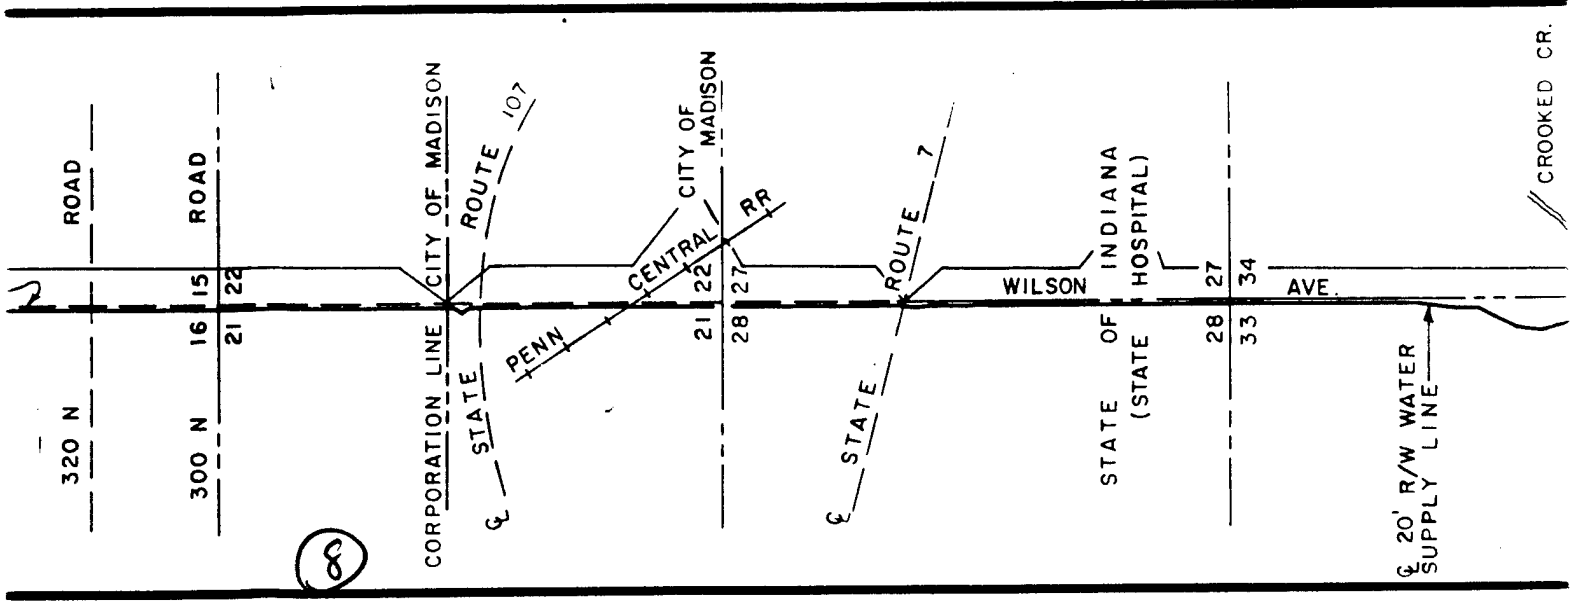 320 N ROAD
300 N ROAD
16 15
21 22
CORPORATION LINE CITY OF MADISON
℄ STATE ROUTE 107
PENN CENTRAL RR
CITY OF
MADISON
21 22
28 27
℄ STATE ROUTE 7
WILSON AVE.
STATE OF INDIANA
(STATE HOSPITAL)
28 27
33 34
℄ 20' R/W WATER
SUPPLY LINE
CROOKED CR.
8